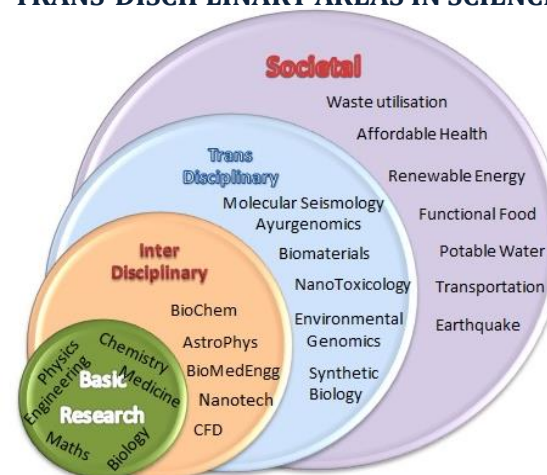 TRANS-DISCIPLINARY AREAS IN SCIENCE
Societal
Waste utilisation
Affordable Health
Renewable Energy
Functional Food
Potable Water
Transportation
Earthquake
Trans
Disciplinary
Molecular Seismology
Ayurgenomics
Biomaterials
NanoToxicology
Environmental
Genomics
Synthetic
Biology
Inter
Disciplinary
BioChem
AstroPhys
BioMedEngg
Nanotech
CFD
Basic
Research
Physics
Chemistry
Engineering
Medicine
Maths
Biology